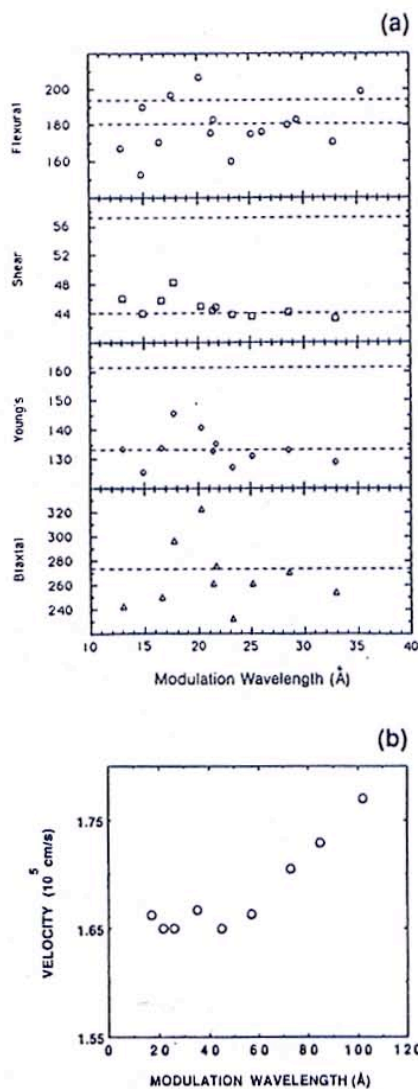 (a)
Flexural
200
180
160
Shear
56
52
48
44
Young's
160
150
140
130
Biaxial
320
300
280
260
240
10 15 20 25 30 35 40
Modulation Wavelength (Å)
(b)
VELOCITY (10⁵ cm/s)
1.75
1.65
1.55
0 20 40 60 80 100 120
MODULATION WAVELENGTH (Å)